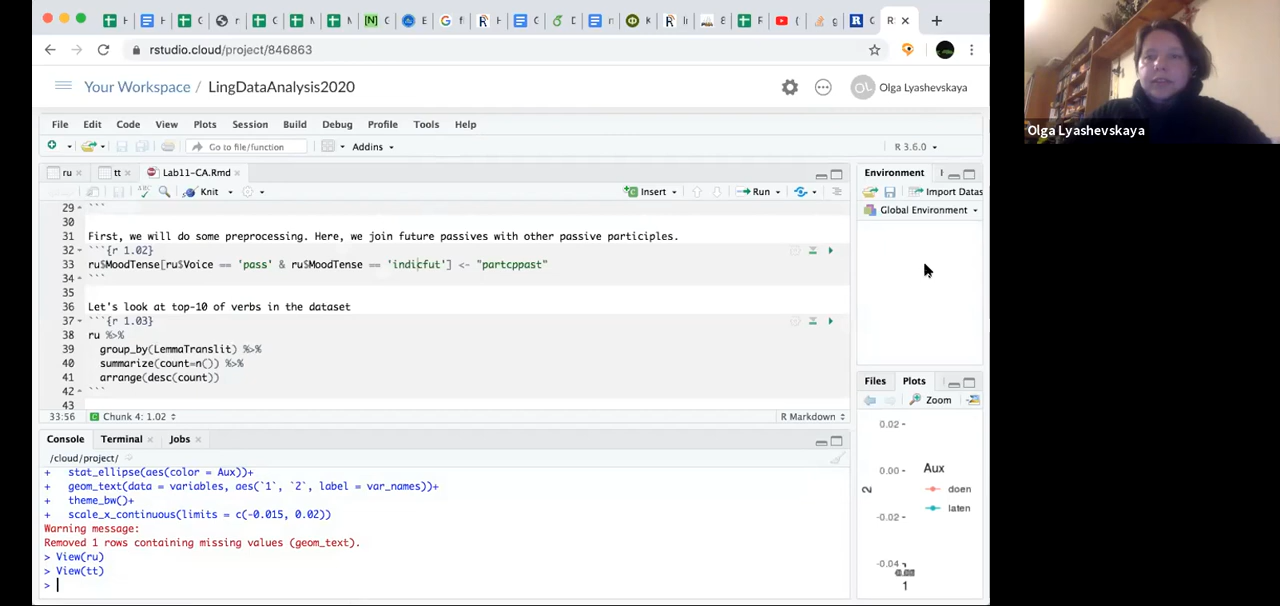 rstudio.cloud/project/846863
Your Workspace / LingDataAnalysis2020
OL Olga Lyashevskaya
File Edit Code View Plots Session Build Debug Profile Tools Help
Go to file/function Addins R 3.6.0
ru tt Lab11-CA.Rmd
ABC Knit Insert Run
29 ```
30
31 First, we will do some preprocessing. Here, we join future passives with other passive participles.
32 ```{r 1.02}
33 ru$MoodTense[ru$Voice == 'pass' & ru$MoodTense == 'indicfut'] <- "partcppast"
34 ```
35
36 Let's look at top-10 of verbs in the dataset
37 ```{r 1.03}
38 ru %>%
39 group_by(LemmaTranslit) %>%
40 summarize(count=n()) %>%
41 arrange(desc(count))
42 ```
43
33:56 Chunk 4: 1.02 R Markdown
Console Terminal Jobs
/cloud/project/
+ stat_ellipse(aes(color = Aux))+
+ geom_text(data = variables, aes(`1`, `2`, label = var_names))+
+ theme_bw()+
+ scale_x_continuous(limits = c(-0.015, 0.02))
Warning message:
Removed 1 rows containing missing values (geom_text).
> View(ru)
> View(tt)
>
Environment
Import Datas
Global Environment
Files Plots
Zoom
0.02
0.00
-0.02
-0.04
2
1
Aux
doen
laten
Olga Lyashevskaya